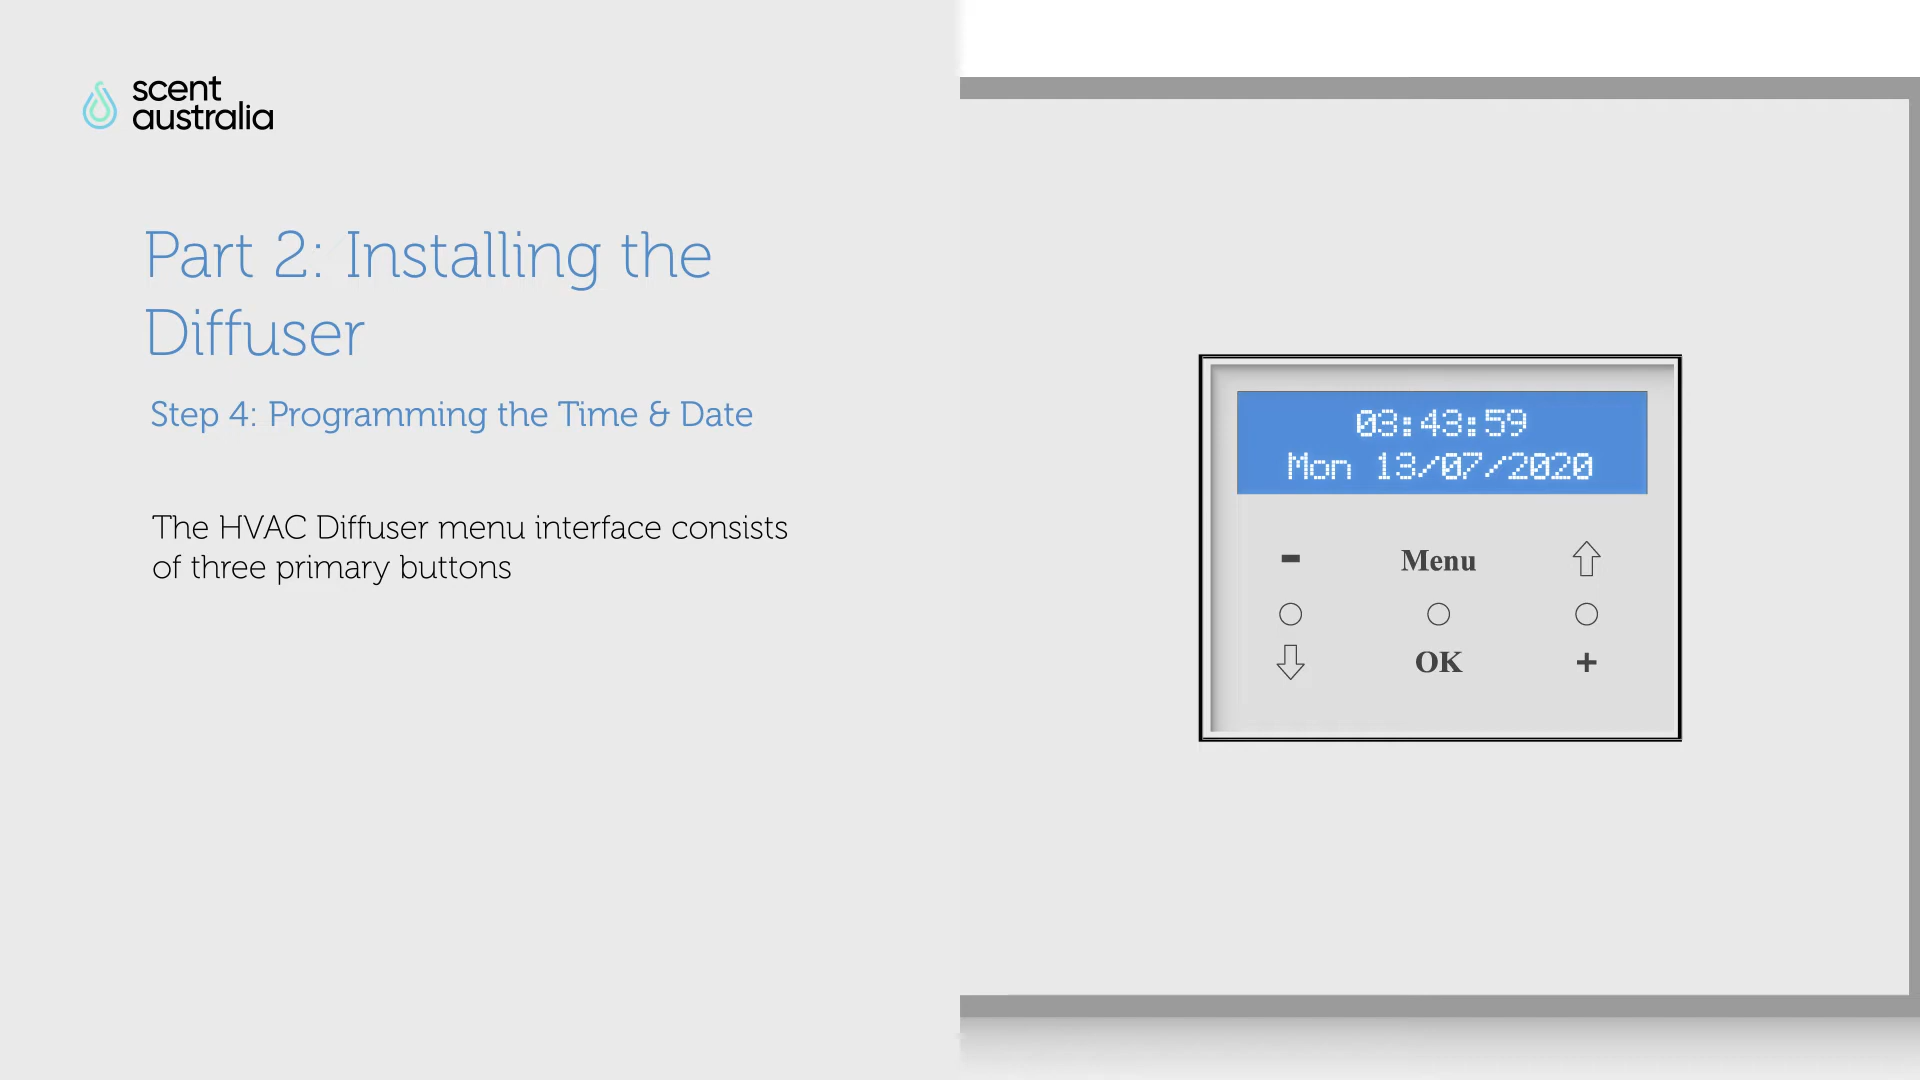 scent
australia
Part 2: Installing the
Diffuser
Step 4: Programming the Time & Date
The HVAC Diffuser menu interface consists
of three primary buttons
03:43:59
Mon 13/07/2020
- Menu ⇧
⇩ OK +